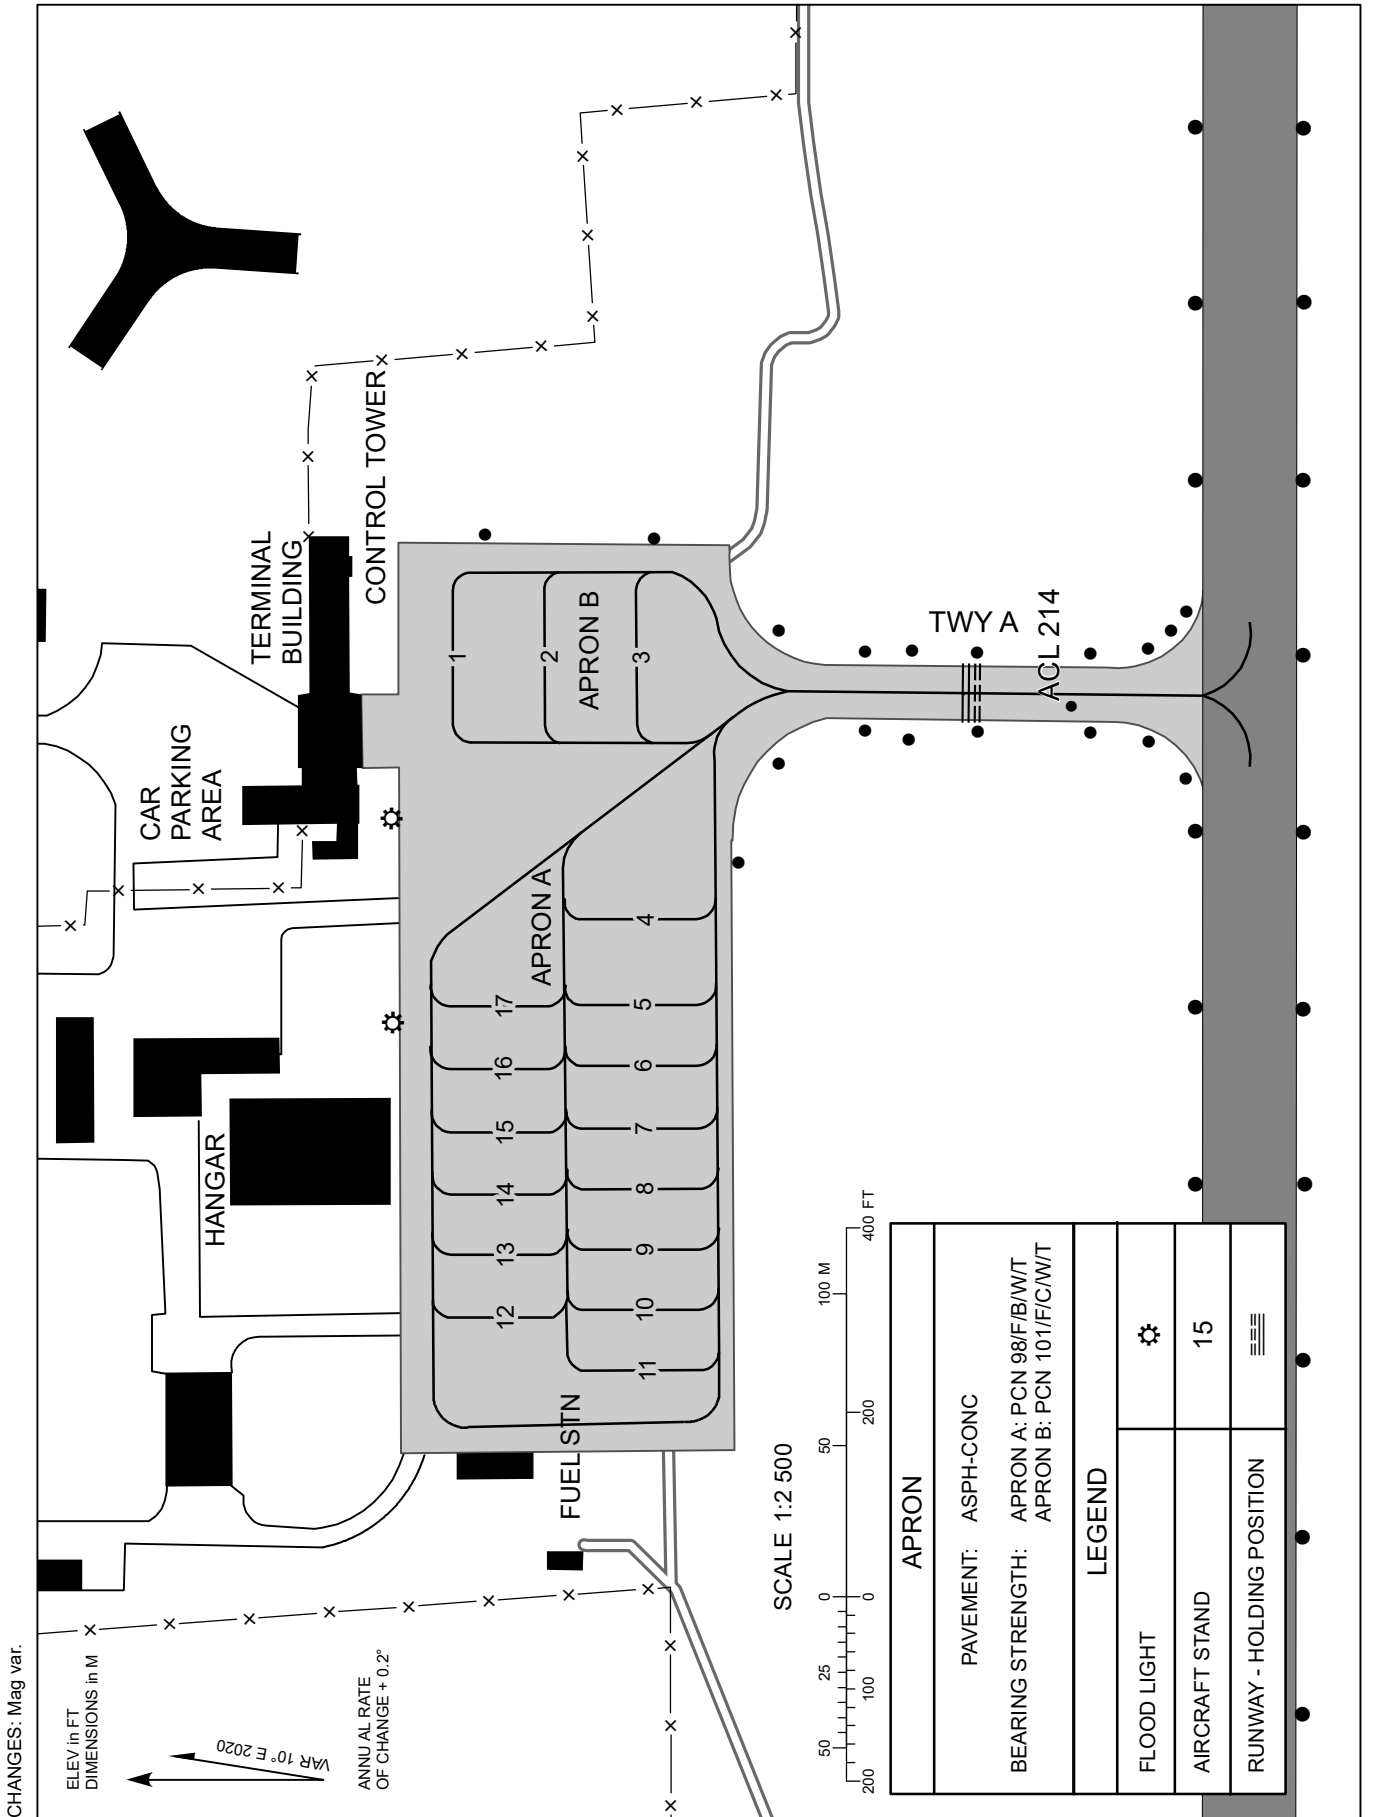 CHANGES: Mag var.
ELEV in FT
DIMENSIONS in M
VAR 10° E 2020
ANNU AL RATE
OF CHANGE + 0.2°
CAR
PARKING
AREA
TERMINAL
BUILDING
CONTROL TOWER
HANGAR
FUEL STN
APRON A
APRON B
1
2
3
4
5
6
7
8
9
10
11
12
13
14
15
16
17
TWY A
ACL 214
SCALE 1:2 500
50 25 0 50 100 M
200 100 0 200 400 FT
APRON
PAVEMENT: ASPH-CONC
BEARING STRENGTH: APRON A: PCN 98/F/B/W/T
APRON B: PCN 101/F/C/W/T
LEGEND
FLOOD LIGHT
AIRCRAFT STAND 15
RUNWAY - HOLDING POSITION